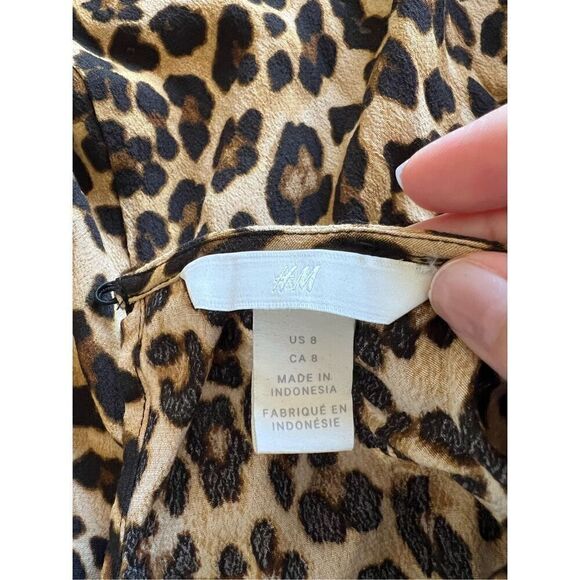 H&M
US 8
CA 8
MADE IN
INDONESIA
FABRIQUÉ EN
INDONÉSIE